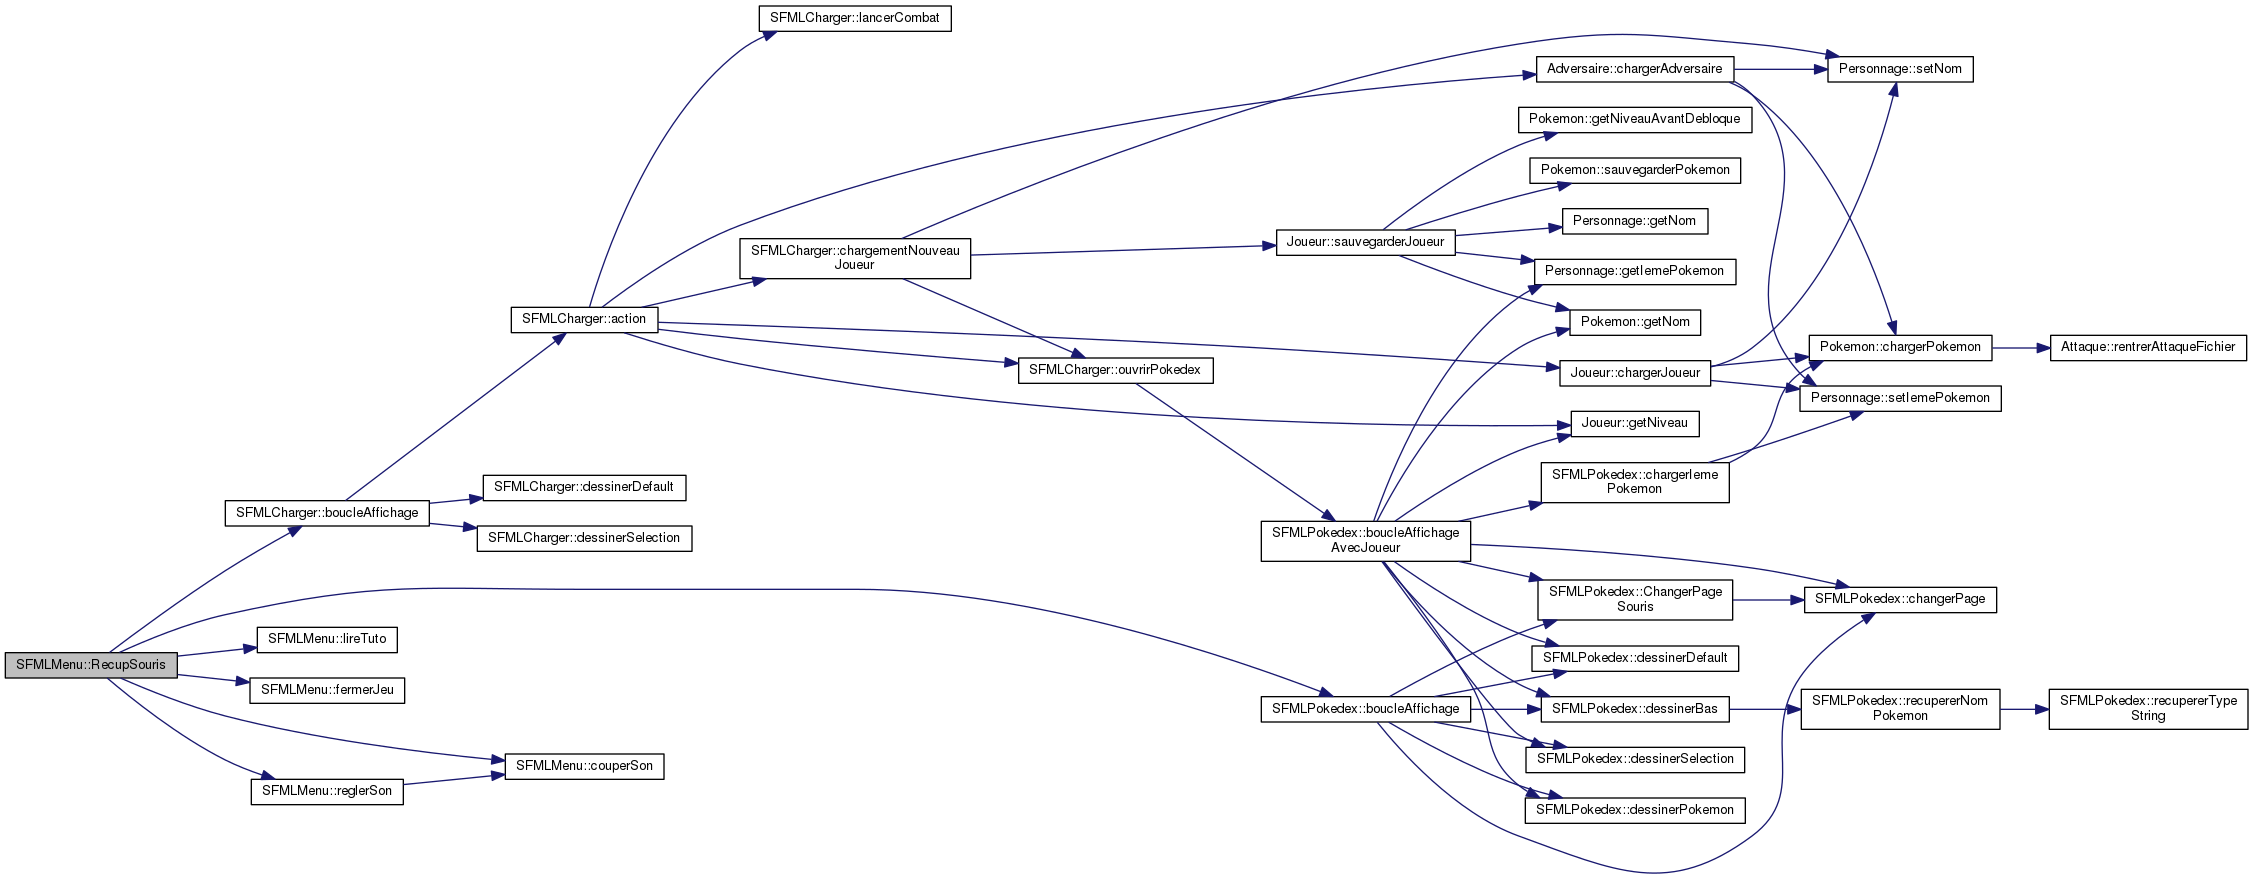 SFMLCharger::lancerCombat
Personnage::setNom
Adversaire::chargerAdversaire
Pokemon::getNiveauAvantDebloque
Pokemon::sauvegarderPokemon
Personnage::getNom
SFMLCharger::chargementNouveau
Joueur
Joueur::sauvegarderJoueur
Personnage::getIemePokemon
SFMLCharger::action
Pokemon::getNom
Pokemon::chargerPokemon
Attaque::rentrerAttaqueFichier
SFMLCharger::ouvrirPokedex
Joueur::chargerJoueur
Personnage::setIemePokemon
Joueur::getNiveau
SFMLPokedex::chargerIeme
Pokemon
SFMLCharger::dessinerDefault
SFMLCharger::boucleAffichage
SFMLCharger::dessinerSelection
SFMLPokedex::boucleAffichage
AvecJoueur
SFMLPokedex::ChangerPage
Souris
SFMLPokedex::changerPage
SFMLMenu::lireTuto
SFMLMenu::RecupSouris
SFMLPokedex::dessinerDefault
SFMLMenu::fermerJeu
SFMLPokedex::boucleAffichage
SFMLPokedex::dessinerBas
SFMLPokedex::recupererNom
Pokemon
SFMLPokedex::recupererType
String
SFMLMenu::couperSon
SFMLPokedex::dessinerSelection
SFMLMenu::reglerSon
SFMLPokedex::dessinerPokemon